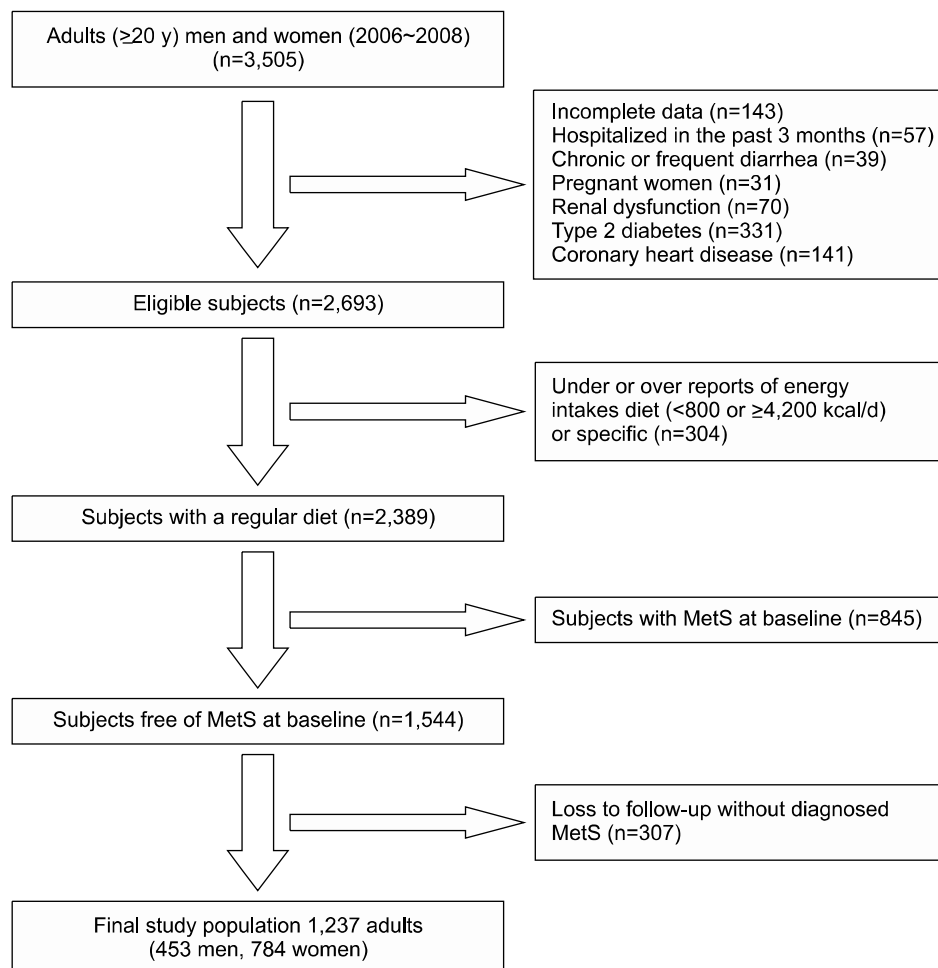 Adults (≥20 y) men and women (2006~2008)
(n=3,505)
Incomplete data (n=143)
Hospitalized in the past 3 months (n=57)
Chronic or frequent diarrhea (n=39)
Pregnant women (n=31)
Renal dysfunction (n=70)
Type 2 diabetes (n=331)
Coronary heart disease (n=141)
Eligible subjects (n=2,693)
Under or over reports of energy
intakes diet (<800 or ≥4,200 kcal/d)
or specific (n=304)
Subjects with a regular diet (n=2,389)
Subjects with MetS at baseline (n=845)
Subjects free of MetS at baseline (n=1,544)
Loss to follow-up without diagnosed
MetS (n=307)
Final study population 1,237 adults
(453 men, 784 women)